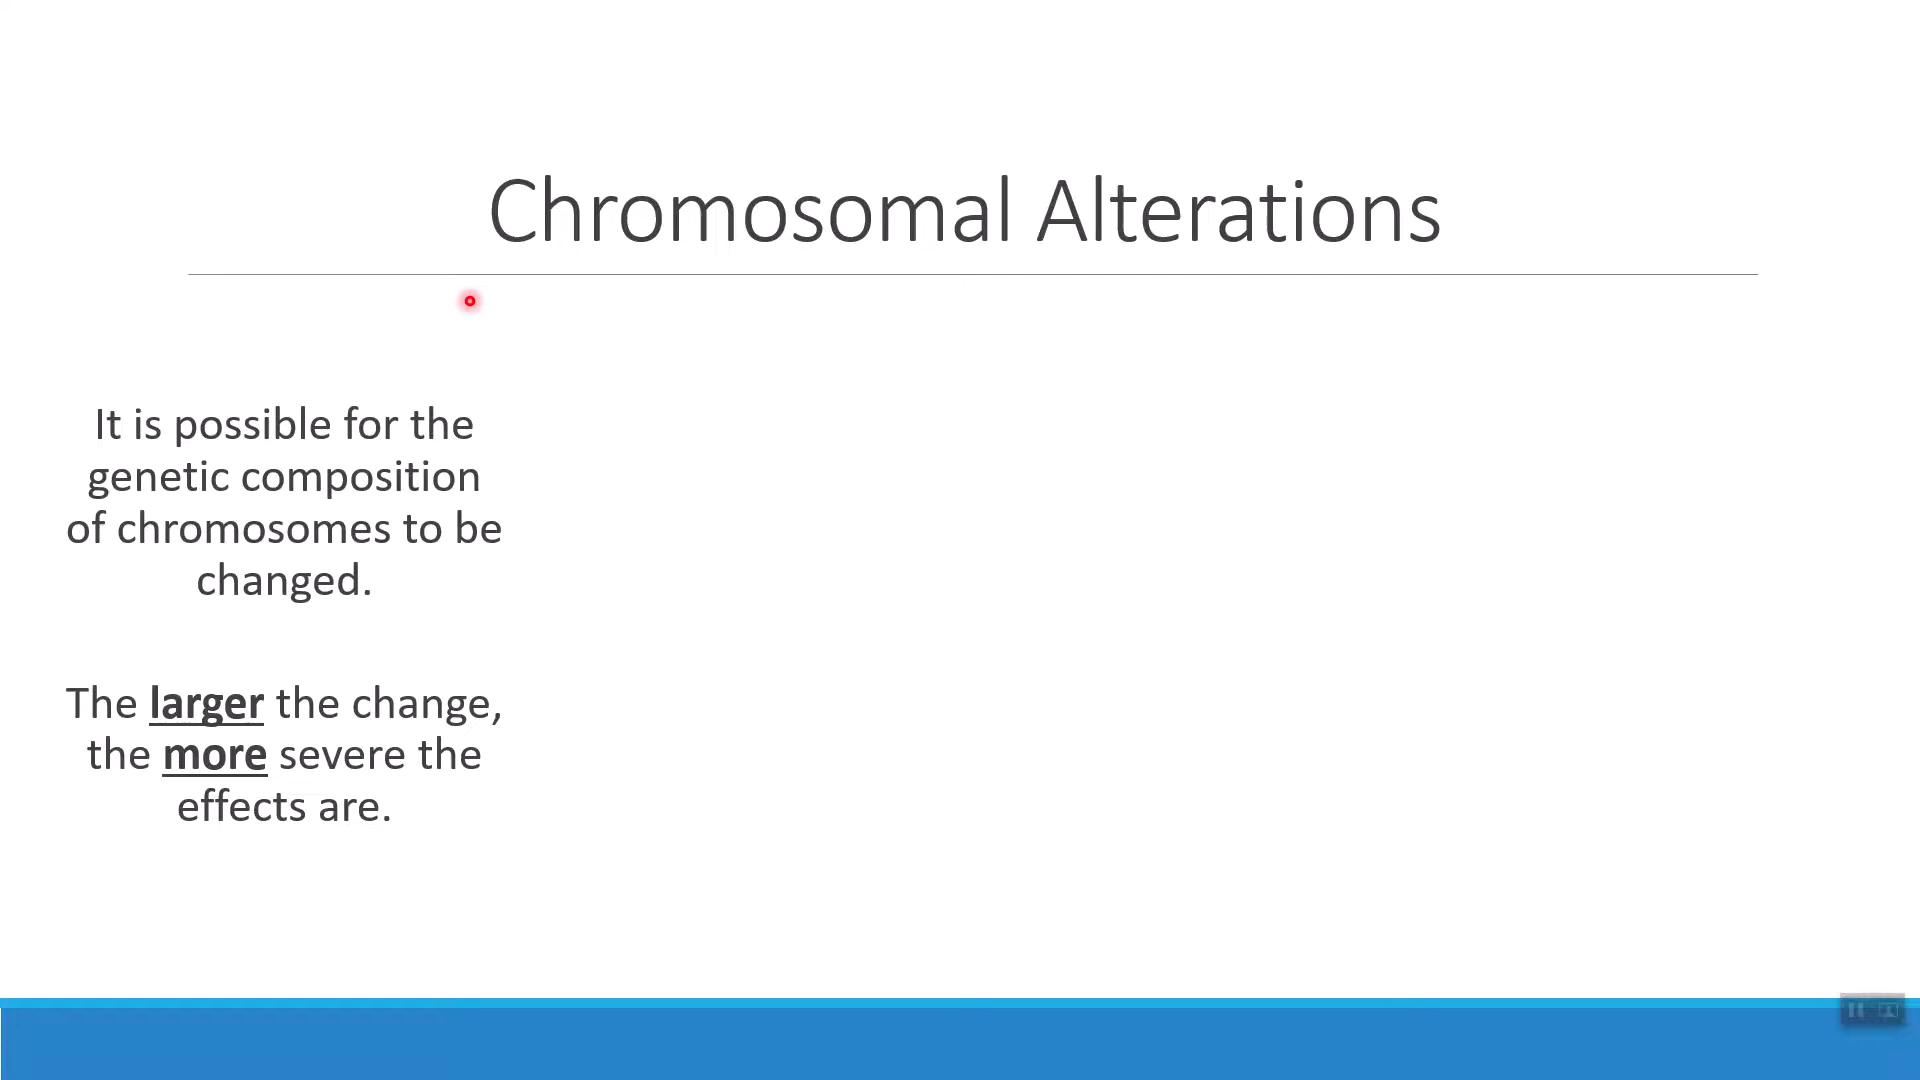 Chromosomal Alterations
It is possible for the
genetic composition
of chromosomes to be
changed.
The larger the change,
the more severe the
effects are.